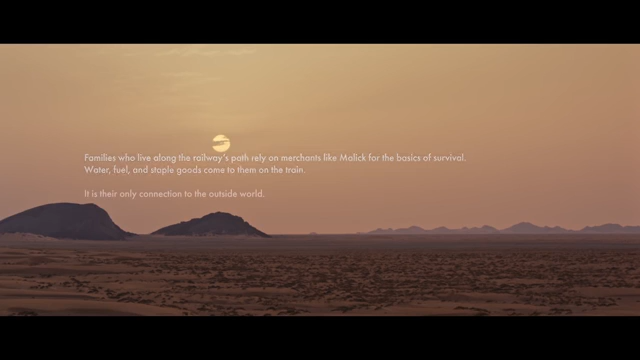 Families who live along the railway's path rely on merchants like Malick for the basics of survival.
Water, fuel, and staple goods come to them on the train.
It is their only connection to the outside world.